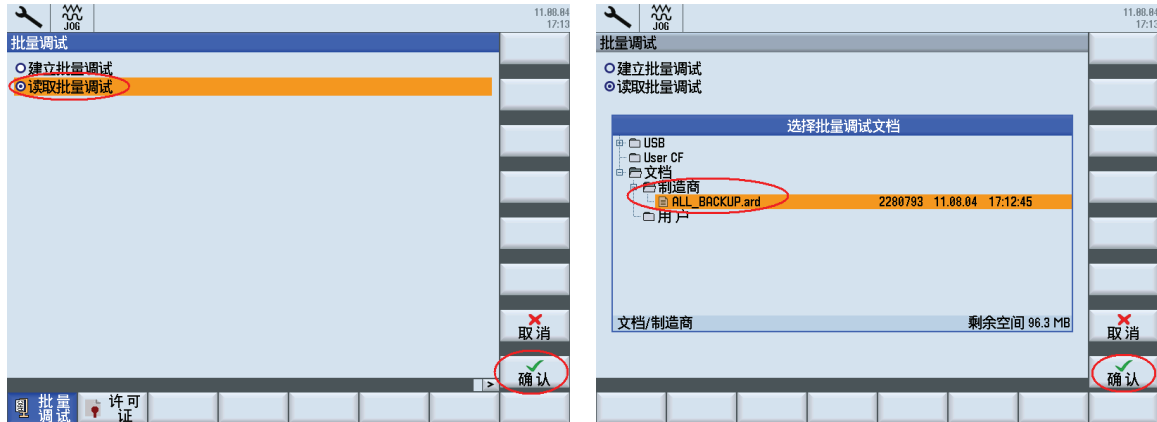 JOG
11.08.04
17:13
批量调试
建立批量调试
读取批量调试
取消
确认
>
批量
调试
许可
证
JOG
11.08.04
17:13
批量调试
建立批量调试
读取批量调试
选择批量调试文档
USB
User CF
文档
制造商
ALL_BACKUP.ard 2280793 11.08.04 17:12:45
用户
文档/制造商 剩余空间 96.3 MB
取消
确认